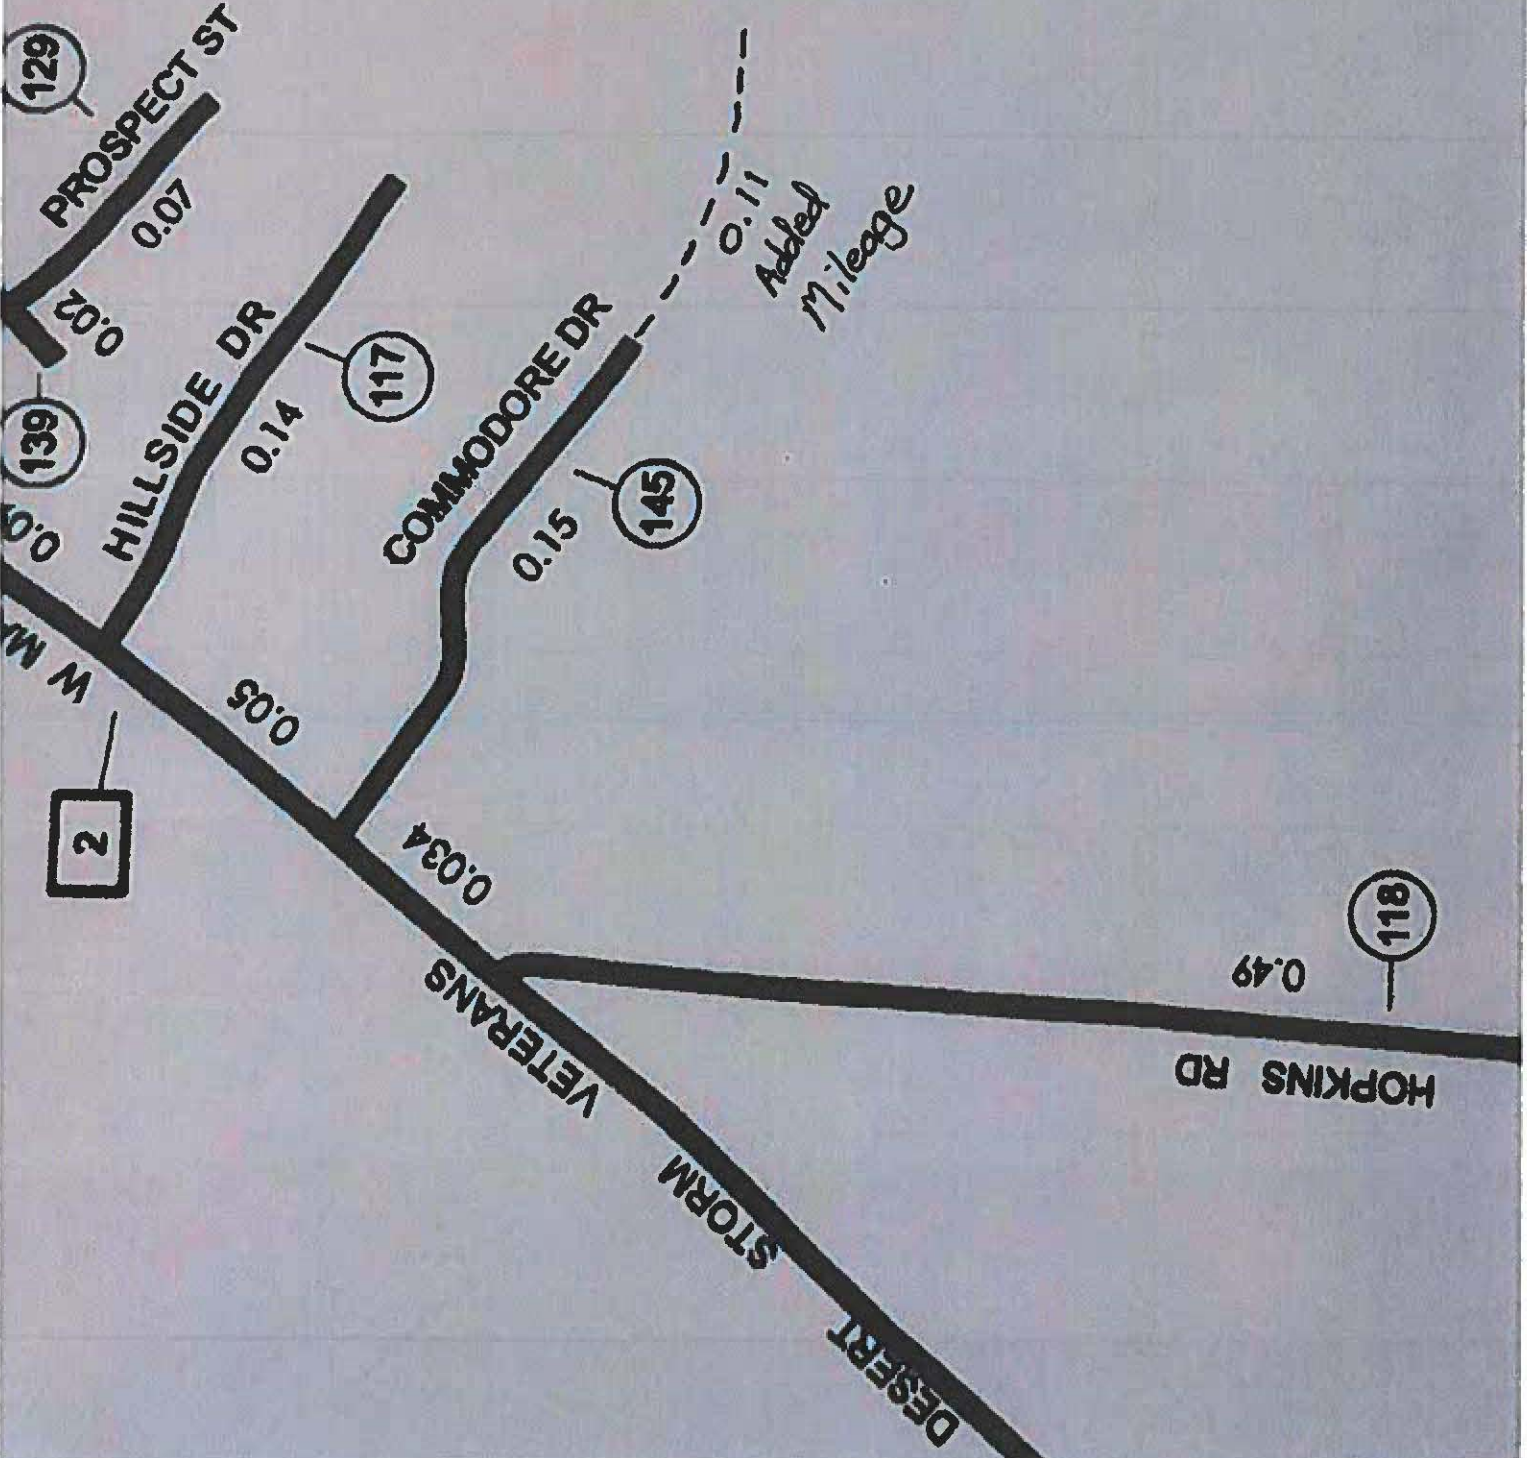 129
PROSPECT ST
0.07
0.02
139
HILLSIDE DR
0.14
117
COMMODORE DR
0.15
145
0.11
Added
Mileage
W
2
0.05
0.034
DESERT STORM VETERANS
0.49
118
HOPKINS RD